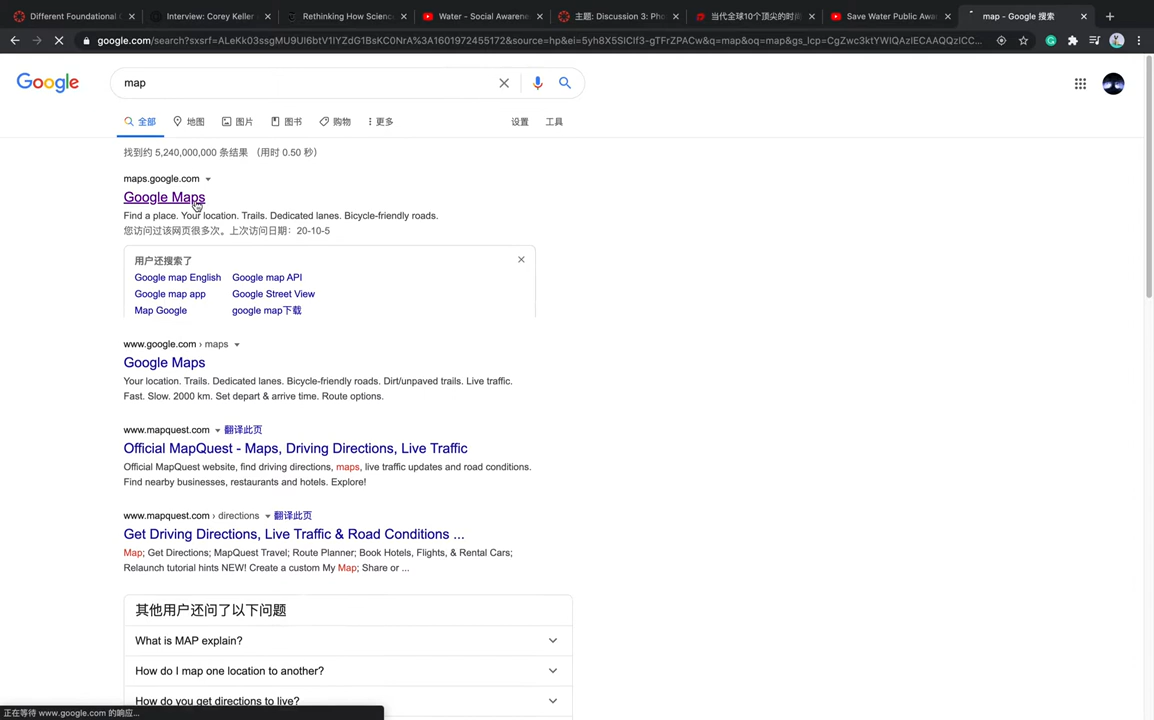 Different Foundational C
Interview: Corey Keller
Rethinking How Scienc
Water - Social Awarene
主题: Discussion 3: Pho
当代全球10个顶尖的时尚
Save Water Public Awa
map - Google 搜索
google.com/search?sxsrf=ALeKk03ssgMU9Ul6btV1IYZdG1BsKC0NrA%3A1601972455172&source=hp&ei=5yh8X5SICIf3-gTFrZPACw&q=map&oq=map&gs_lcp=CgZwc3ktYWIQAzIECAAQQzICC...
Google
map
全部 地图 图片 图书 购物 更多 设置 工具
找到约 5,240,000,000 条结果 （用时 0.50 秒）
maps.google.com
Google Maps
Find a place. Your location. Trails. Dedicated lanes. Bicycle-friendly roads.
您访问过该网页很多次。上次访问日期：20-10-5
用户还搜索了
Google map English Google map API
Google map app Google Street View
Map Google google map下载
www.google.com › maps
Google Maps
Your location. Trails. Dedicated lanes. Bicycle-friendly roads. Dirt/unpaved trails. Live traffic.
Fast. Slow. 2000 km. Set depart & arrive time. Route options.
www.mapquest.com 翻译此页
Official MapQuest - Maps, Driving Directions, Live Traffic
Official MapQuest website, find driving directions, maps, live traffic updates and road conditions.
Find nearby businesses, restaurants and hotels. Explore!
www.mapquest.com › directions 翻译此页
Get Driving Directions, Live Traffic & Road Conditions ...
Map; Get Directions; MapQuest Travel; Route Planner; Book Hotels, Flights, & Rental Cars;
Relaunch tutorial hints NEW! Create a custom My Map; Share or ...
其他用户还问了以下问题
What is MAP explain?
How do I map one location to another?
How do you get directions to live?
正在等待 www.google.com 的响应...